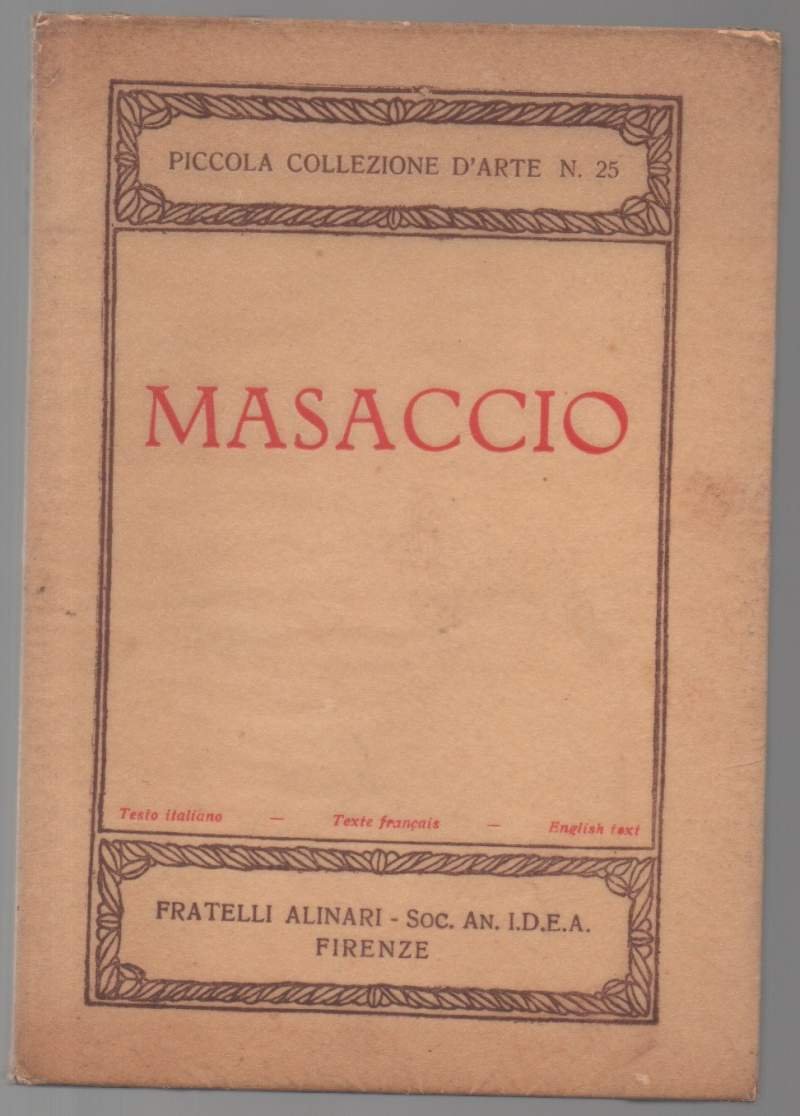 PICCOLA COLLEZIONE D'ARTE N. 25
MASACCIO
Testo italiano — Texte français — English text
FRATELLI ALINARI - SOC. AN. I.D.E.A.
FIRENZE